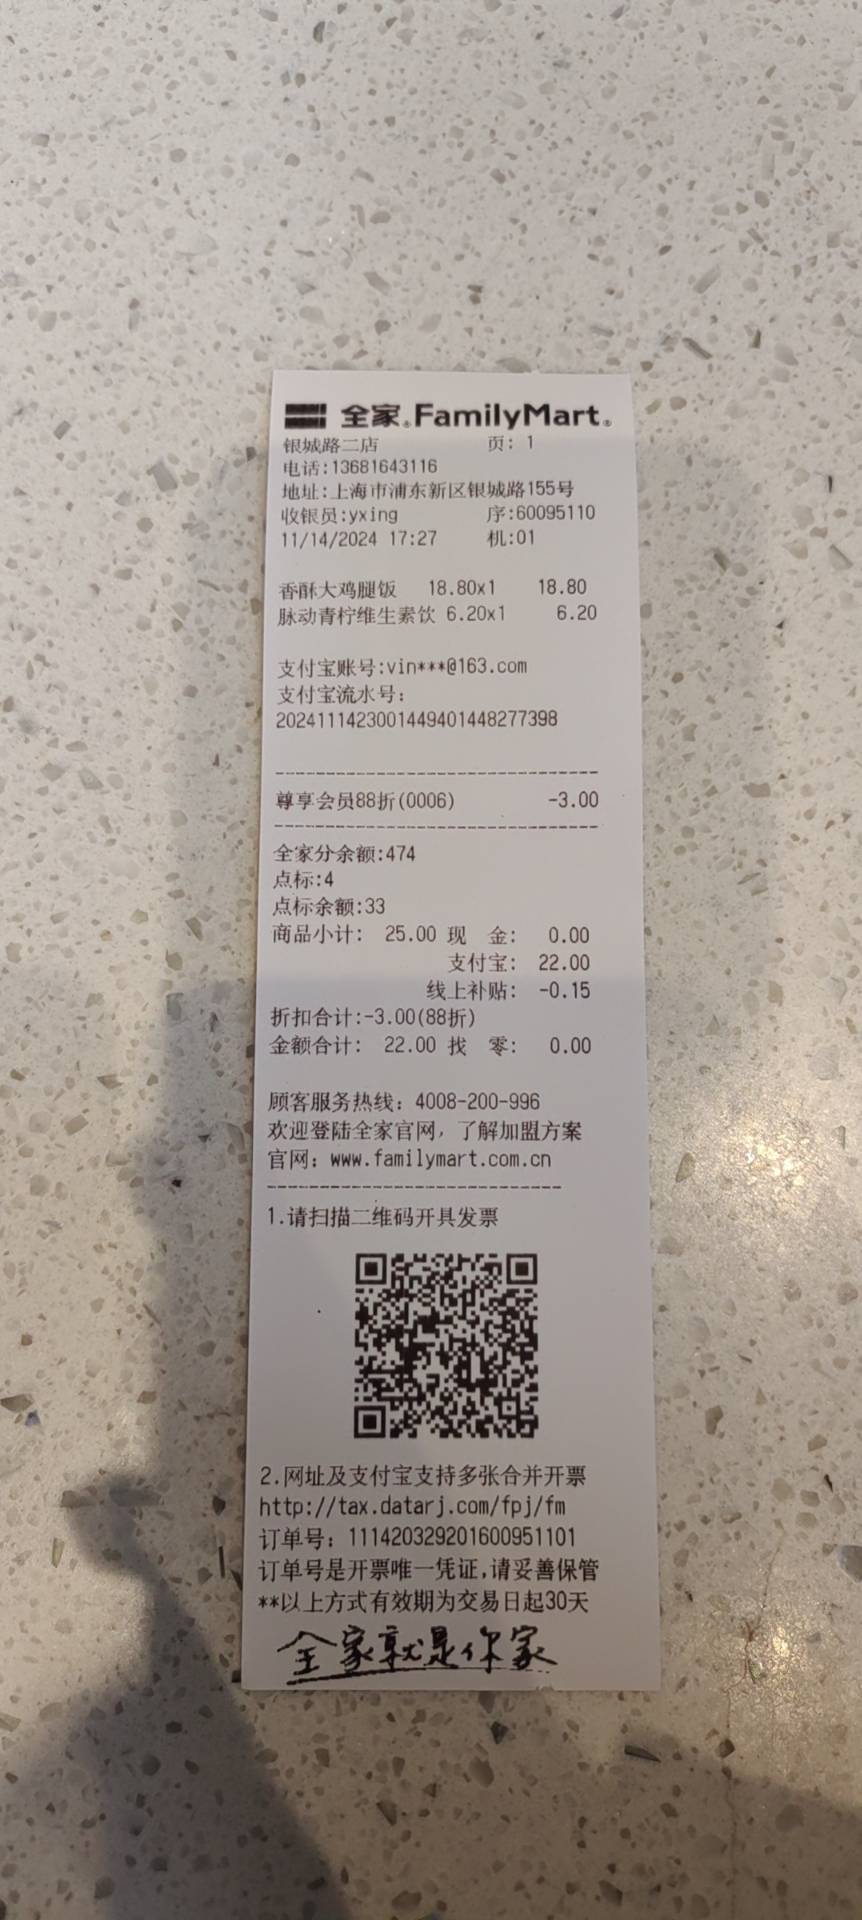 全家®FamilyMart®
银城路二店 页: 1
电话:13681643116
地址:上海市浦东新区银城路155号
收银员:yxing 序:60095110
11/14/2024 17:27 机:01
香酥大鸡腿饭 18.80x1 18.80
脉动青柠维生素饮 6.20x1 6.20
支付宝账号:vin***@163.com
支付宝流水号:
2024111423001449401448277398
尊享会员88折(0006) -3.00
全家分余额:474
点标:4
点标余额:33
商品小计: 25.00 现 金: 0.00
支付宝: 22.00
线上补贴: -0.15
折扣合计:-3.00(88折)
金额合计: 22.00 找 零: 0.00
顾客服务热线: 4008-200-996
欢迎登陆全家官网，了解加盟方案
官网: www.familymart.com.cn
1.请扫描二维码开具发票
2.网址及支付宝支持多张合并开票
http://tax.datarj.com/fpj/fm
订单号: 111420329201600951101
订单号是开票唯一凭证,请妥善保管
**以上方式有效期为交易日起30天
全家就是你家